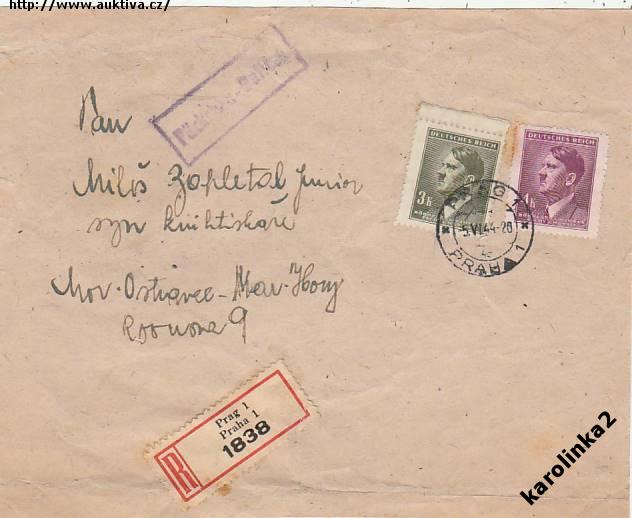 http://www.auktiva.cz/
Pan
Miloš Zapletal junior
syn knihtiskaře
Mor. Ostrava - Mar. Hory
9
DEUTSCHES REICH
3K
DEUTSCHES REICH
PRAG 1
5.VI.44-20
PRAHA 1
R
Prag 1
Praha 1
1838
karolinka2